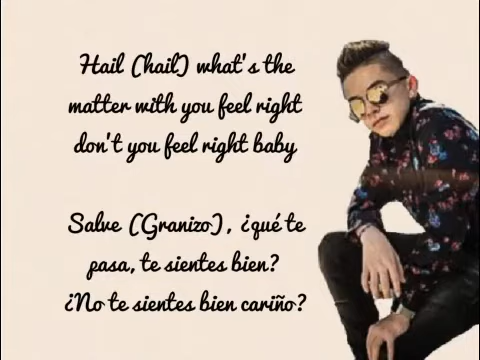 Hail (hail) what's the
matter with you feel right
don't you feel right baby
Salve (Granizo), ¿qué te
pasa, te sientes bien?
¿No te sientes bien cariño?